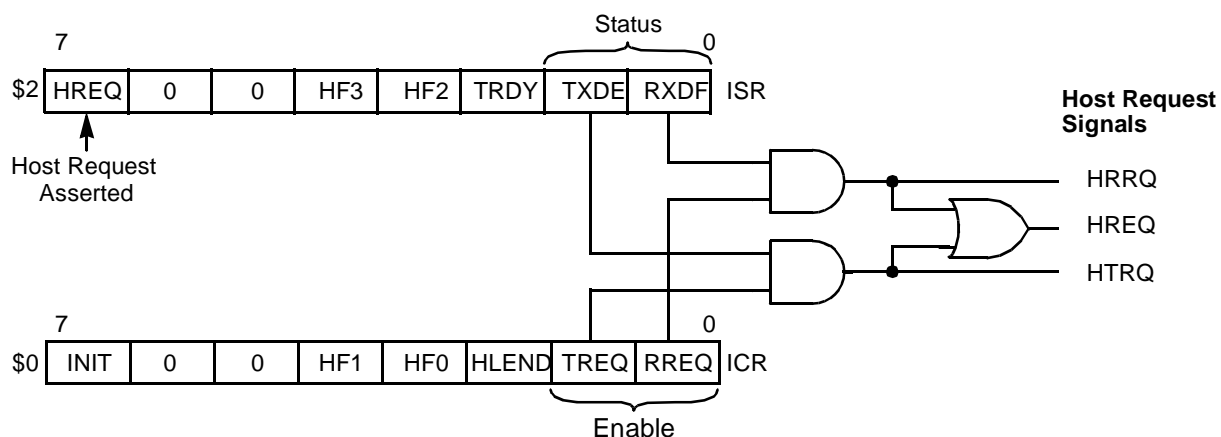 Status
7 0
$2 HREQ 0 0 HF3 HF2 TRDY TXDE RXDF ISR
Host Request
Asserted
Host Request
Signals
HRRQ
HREQ
HTRQ
7 0
$0 INIT 0 0 HF1 HF0 HLEND TREQ RREQ ICR
Enable